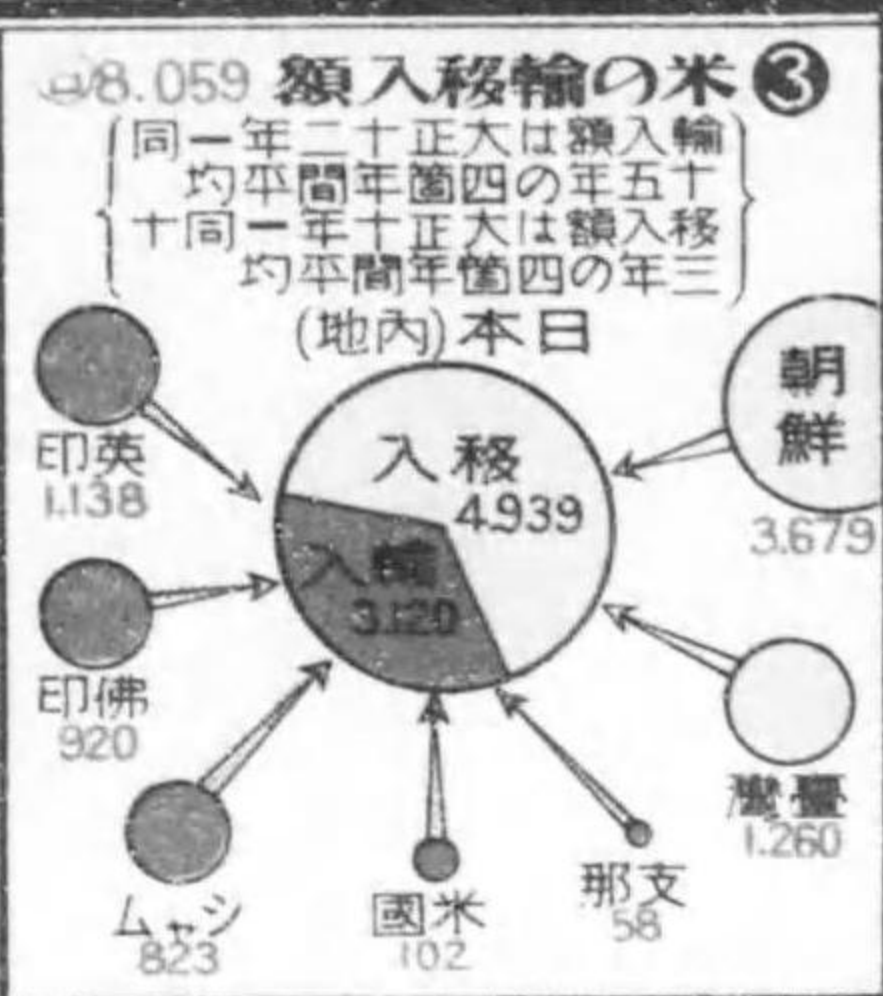 ❸ 米の輸移入額 8.059
輸入額は大正十二年—同
十五年の四箇年間平均
移入額は大正十年—同十
三年の四箇年間平均
日本(內地)
朝
鮮
3.679
移入
4.939
輸入
3.120
英印
1.138
佛印
920
臺灣
1.260
シャム
823
米國
102
支那
58